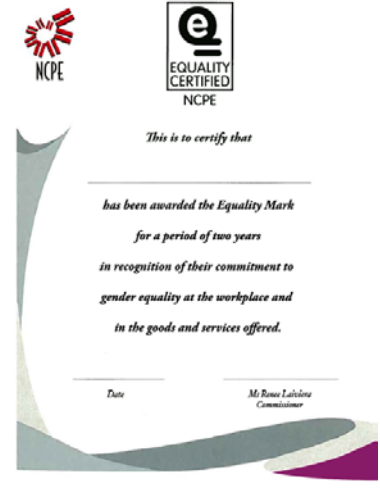 NCPE
e
EQUALITY
CERTIFIED
NCPE
This is to certify that
has been awarded the Equality Mark
for a period of two years
in recognition of their commitment to
gender equality at the workplace and
in the goods and services offered.
Date
Ms Renee Laiviera
Commissioner